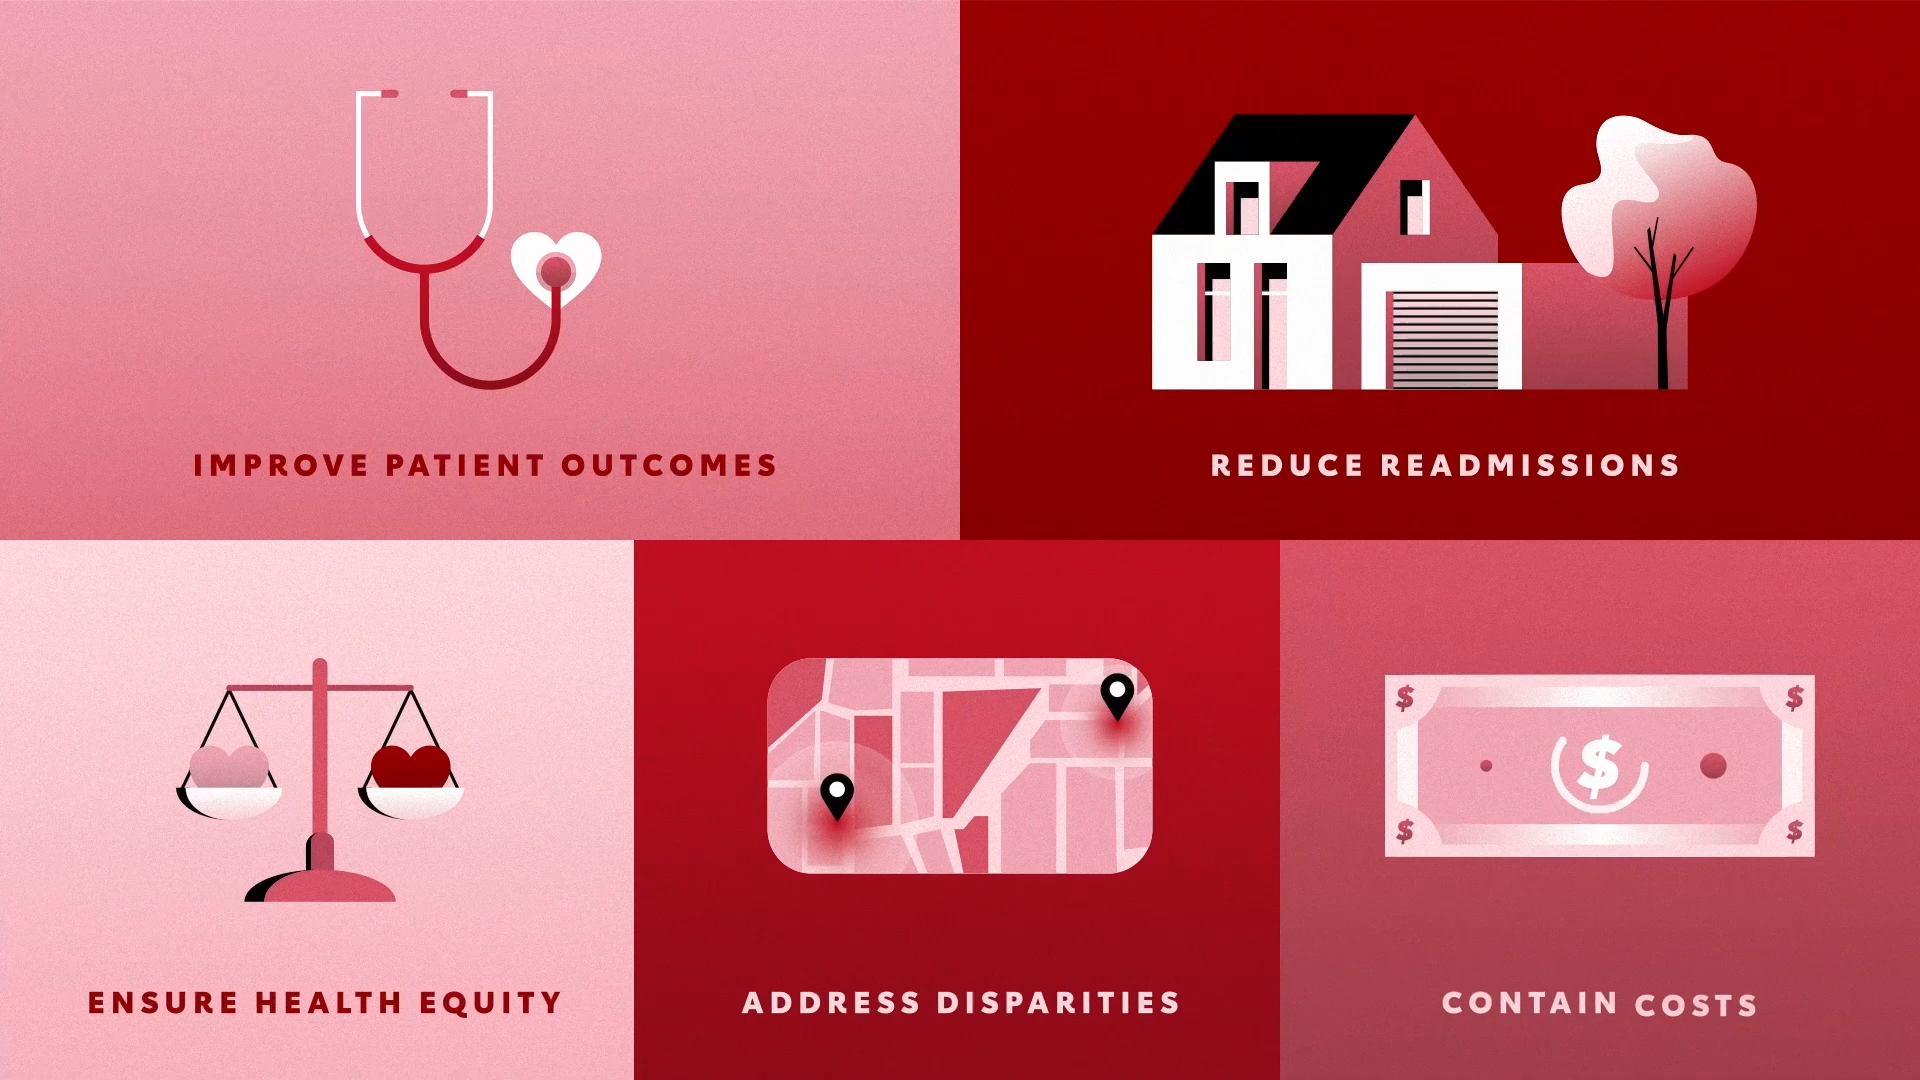 IMPROVE PATIENT OUTCOMES
REDUCE READMISSIONS
ENSURE HEALTH EQUITY
ADDRESS DISPARITIES
$ $
$
$ $
CONTAIN COSTS